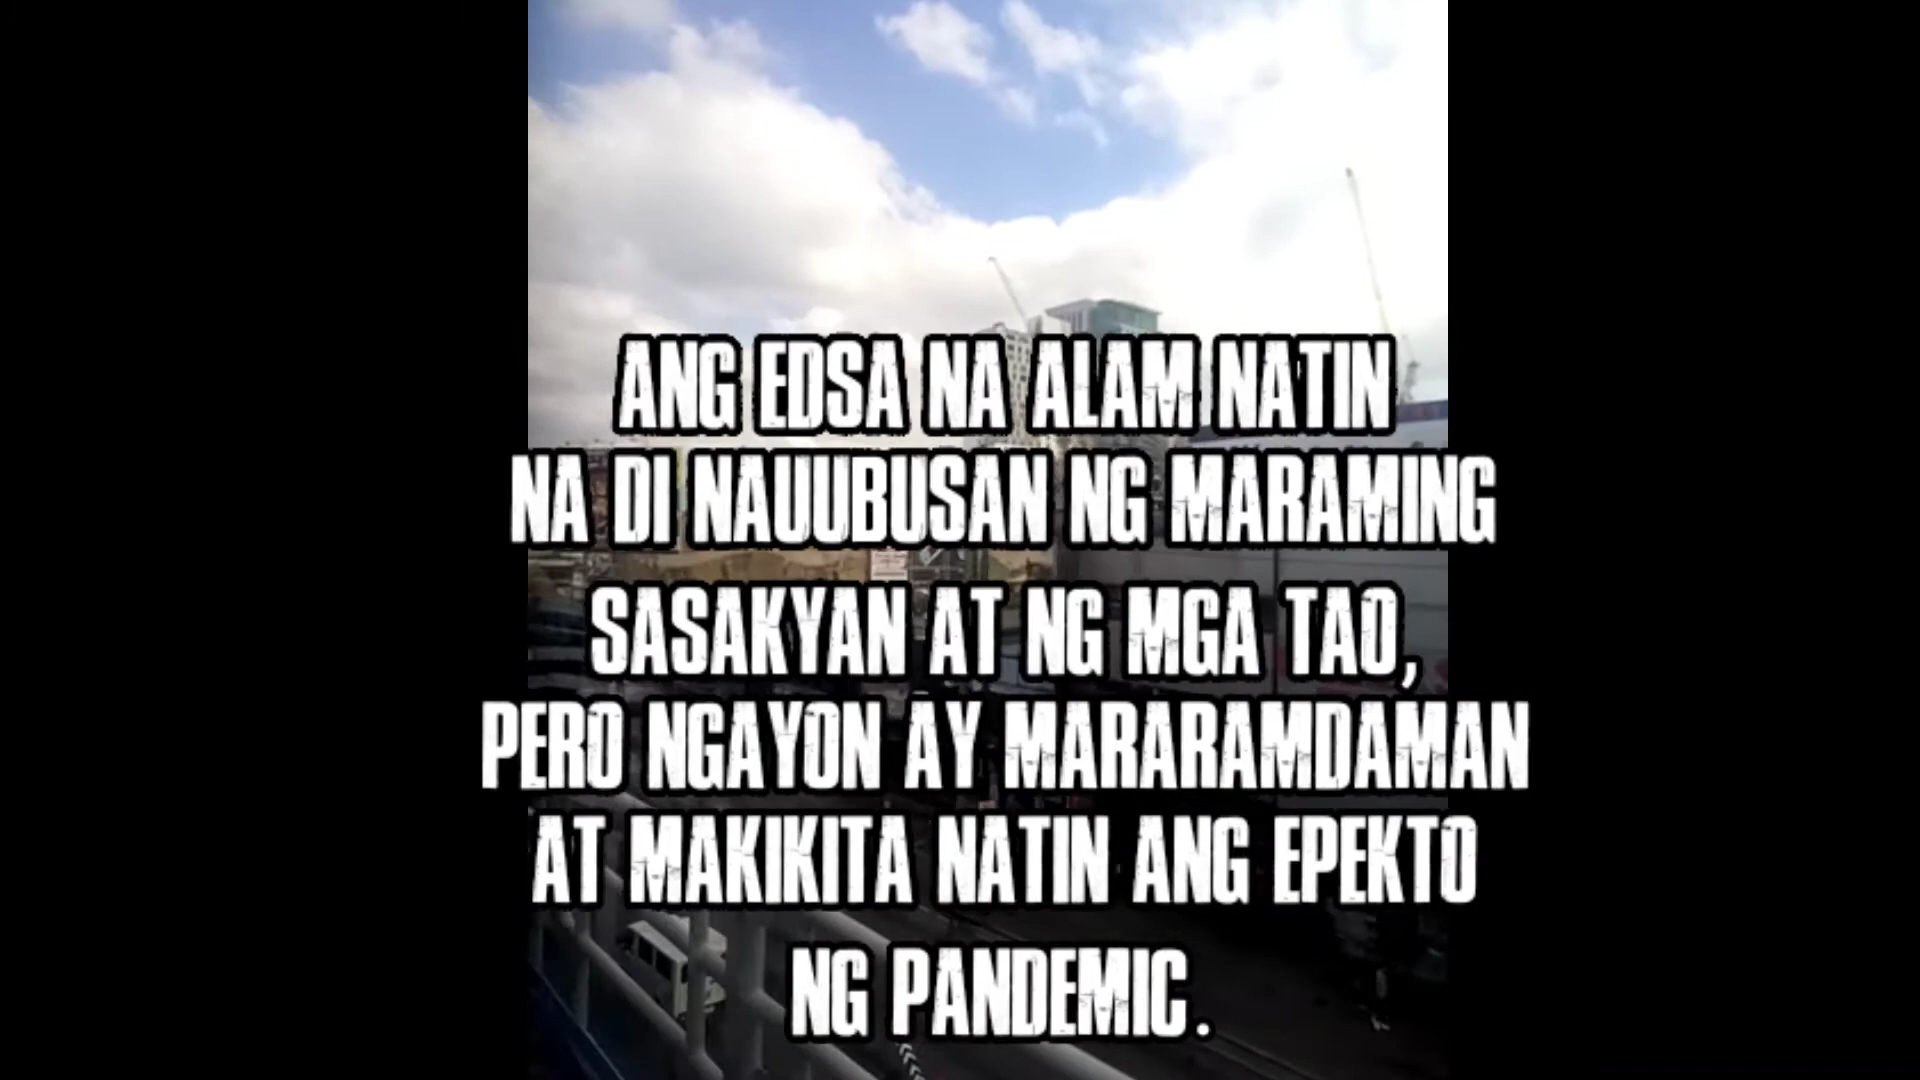 ANG EDSA NA ALAM NATIN
NA DI NAUUBUSAN NG MARAMING
SASAKYAN AT NG MGA TAO,
PERO NGAYON AY MARARAMDAMAN
AT MAKIKITA NATIN ANG EPEKTO
NG PANDEMIC.